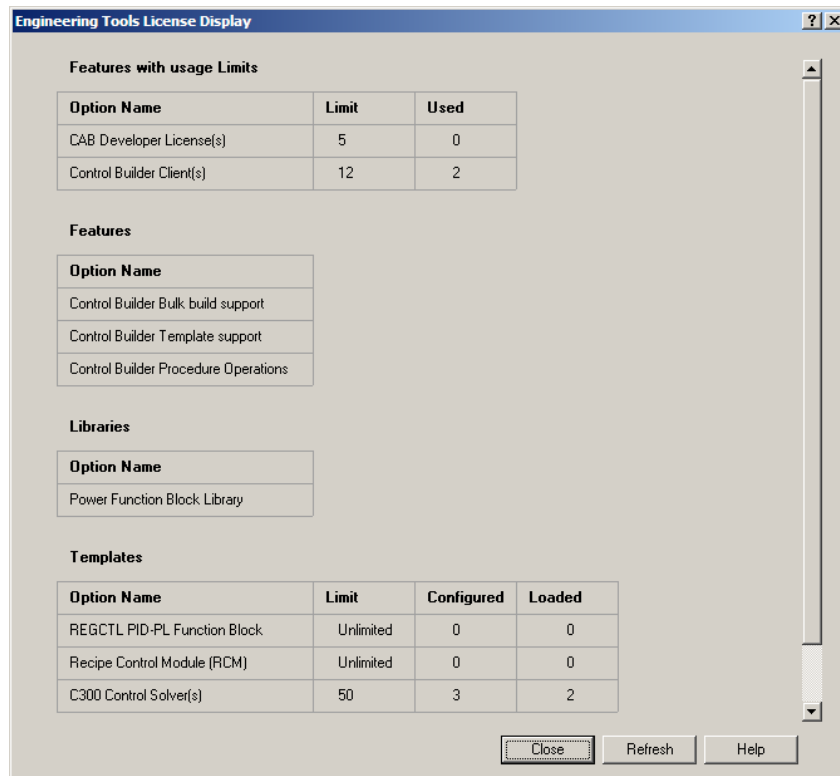 Engineering Tools License Display
Features with usage Limits
Option Name Limit Used
CAB Developer License(s) 5 0
Control Builder Client(s) 12 2
Features
Option Name
Control Builder Bulk build support
Control Builder Template support
Control Builder Procedure Operations
Libraries
Option Name
Power Function Block Library
Templates
Option Name Limit Configured Loaded
REGCTL PID-PL Function Block Unlimited 0 0
Recipe Control Module (RCM) Unlimited 0 0
C300 Control Solver(s) 50 3 2
Close Refresh Help